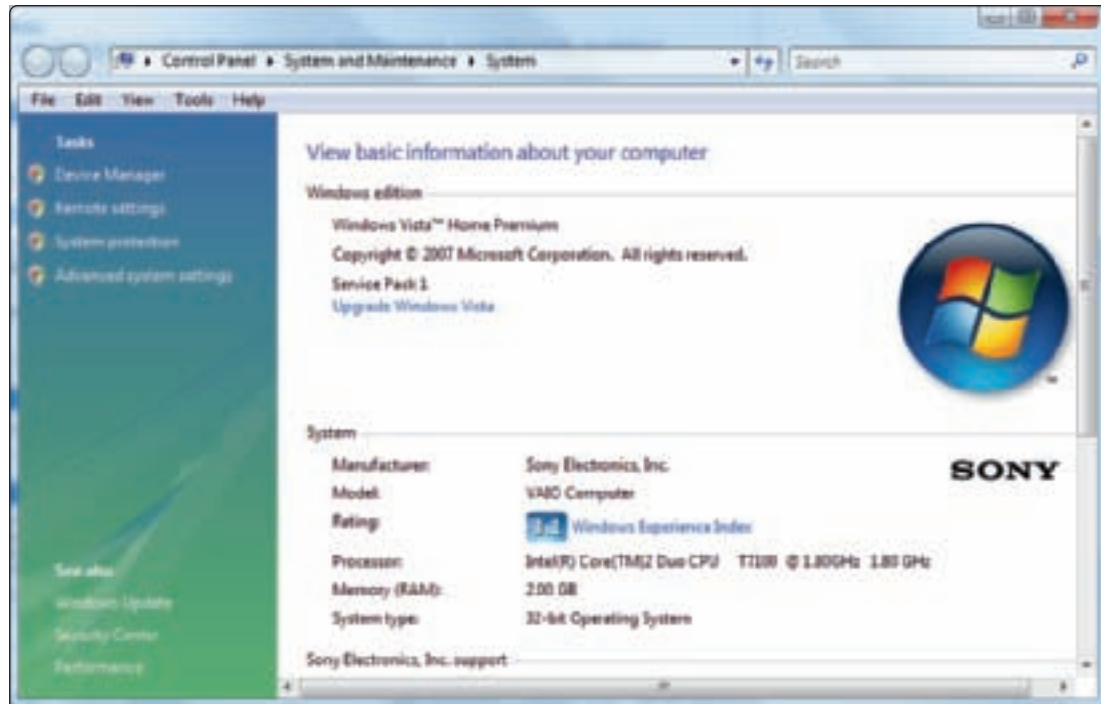 Control Panel ▸ System and Maintenance ▸ System
Search
File Edit View Tools Help
Tasks
Device Manager
Remote settings
System protection
Advanced system settings
See also
Windows Update
Security Center
Performance
View basic information about your computer
Windows edition
Windows Vista™ Home Premium
Copyright © 2007 Microsoft Corporation. All rights reserved.
Service Pack 1
Upgrade Windows Vista
TM
System
Manufacturer: Sony Electronics, Inc.
SONY
Model: VAIO Computer
Rating: Windows Experience Index
Processor: Intel(R) Core(TM)2 Duo CPU T7100 @ 1.80GHz 1.80 GHz
Memory (RAM): 2.00 GB
System type: 32-bit Operating System
Sony Electronics, Inc. support